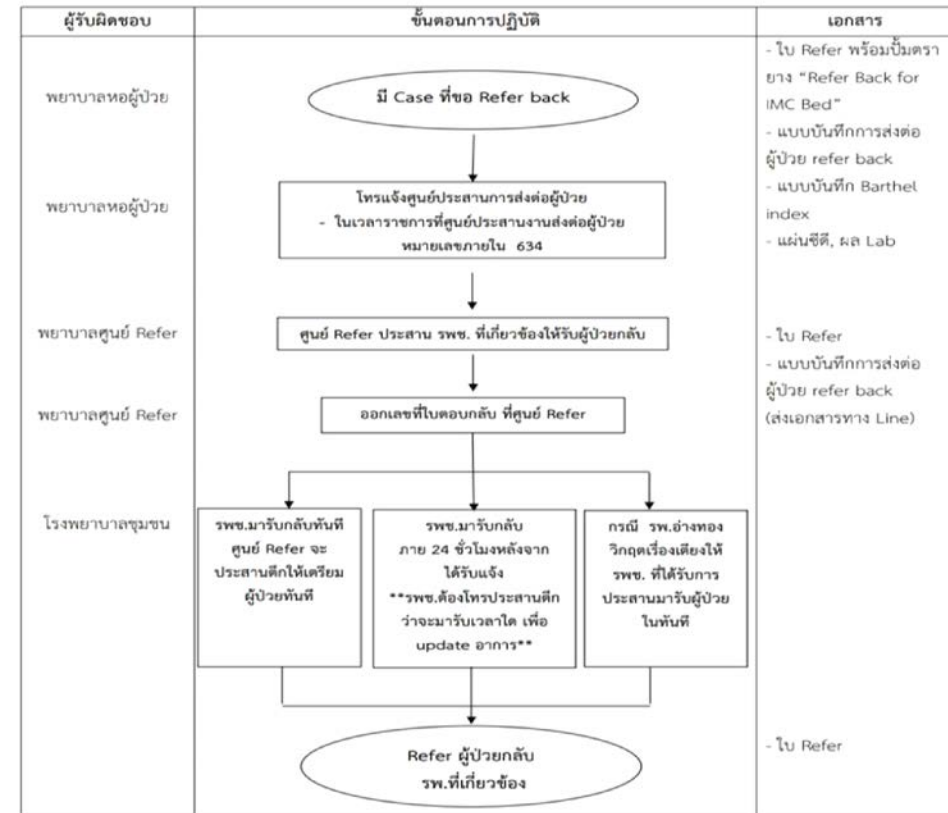 ผู้รับผิดชอบ
ขั้นตอนการปฏิบัติ
เอกสาร
พยาบาลหอผู้ป่วย
มี Case ที่ขอ Refer back
- ใบ Refer พร้อมปั้มตรา
ยาง “Refer Back for
IMC Bed”
- แบบบันทึกการส่งต่อ
ผู้ป่วย refer back
- แบบบันทึก Barthel
index
- แผ่นซีดี, ผล Lab
พยาบาลหอผู้ป่วย
โทรแจ้งศูนย์ประสานการส่งต่อผู้ป่วย
- ในเวลาราชการที่ศูนย์ประสานงานส่งต่อผู้ป่วย
หมายเลขภายใน 634
พยาบาลศูนย์ Refer
ศูนย์ Refer ประสาน รพช. ที่เกี่ยวข้องให้รับผู้ป่วยกลับ
- ใบ Refer
- แบบบันทึกการส่งต่อ
ผู้ป่วย refer back
(ส่งเอกสารทาง Line)
พยาบาลศูนย์ Refer
ออกเลขที่ใบตอบกลับ ที่ศูนย์ Refer
โรงพยาบาลชุมชน
รพช.มารับกลับทันที
ศูนย์ Refer จะ
ประสานตึกให้เตรียม
ผู้ป่วยทันที
รพช.มารับกลับ
ภาย 24 ชั่วโมงหลังจาก
ได้รับแจ้ง
**รพช.ต้องโทรประสานตึก
ว่าจะมารับเวลาใด เพื่อ
update อาการ**
กรณี รพ.อ่างทอง
วิกฤตเรื่องเตียงให้
รพช. ที่ได้รับการ
ประสานมารับผู้ป่วย
ในทันที
Refer ผู้ป่วยกลับ
รพ.ที่เกี่ยวข้อง
- ใบ Refer